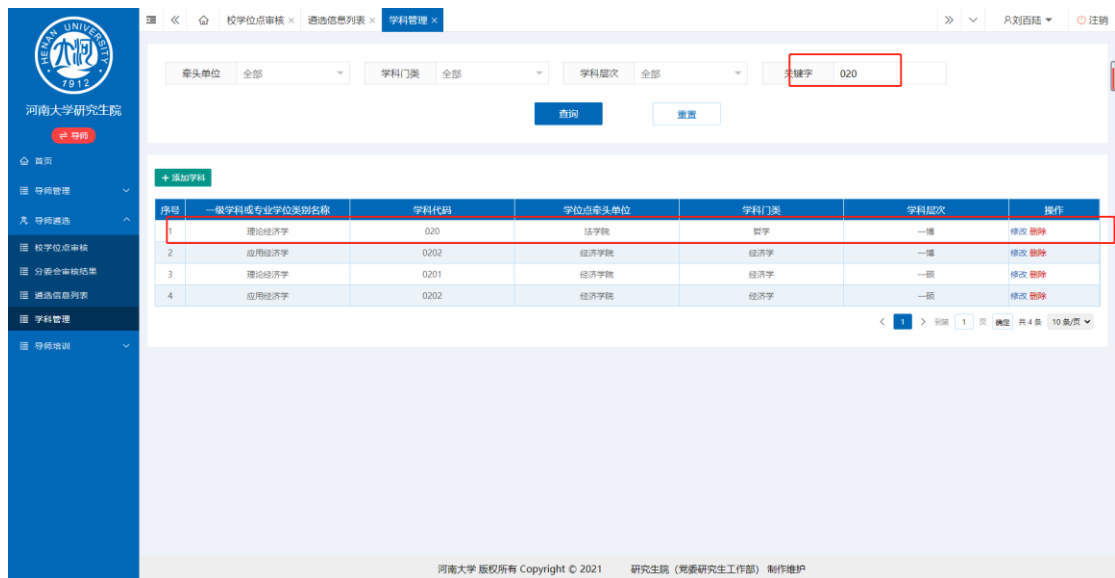 校学位点审核 × 遴选信息列表 × 学科管理 × 刘百陆 注销
HENAN UNIVERSITY
1912
河南大学研究生院
导师
首页
导师管理
导师遴选
校学位点审核
分委会审核结果
遴选信息列表
学科管理
导师培训
牵头单位 全部 学科门类 全部 学科层次 全部 关键字 020
查询 重置
+ 添加学科
序号 一级学科或专业学位类别名称 学科代码 学位点牵头单位 学科门类 学科层次 操作
1 理论经济学 020 法学院 哲学 一博 修改 删除
2 应用经济学 0202 经济学院 经济学 一博 修改 删除
3 理论经济学 0201 经济学院 经济学 一硕 修改 删除
4 应用经济学 0202 经济学院 经济学 一硕 修改 删除
< 1 > 到第 1 页 确定 共 4 条 10 条/页
河南大学 版权所有 Copyright © 2021 研究生院（党委研究生工作部） 制作维护